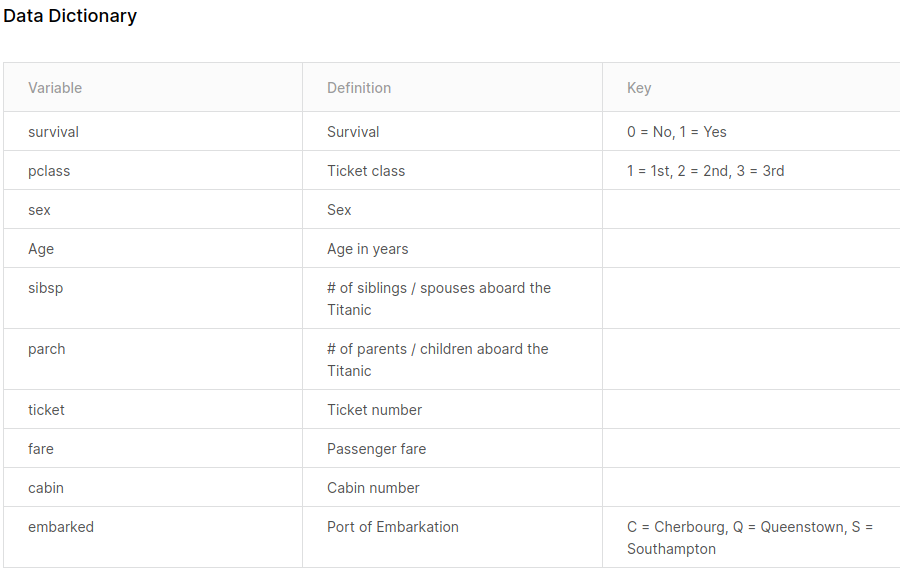 Data Dictionary
Variable Definition Key
survival Survival 0 = No, 1 = Yes
pclass Ticket class 1 = 1st, 2 = 2nd, 3 = 3rd
sex Sex
Age Age in years
sibsp # of siblings / spouses aboard the
Titanic
parch # of parents / children aboard the
Titanic
ticket Ticket number
fare Passenger fare
cabin Cabin number
embarked Port of Embarkation C = Cherbourg, Q = Queenstown, S =
Southampton